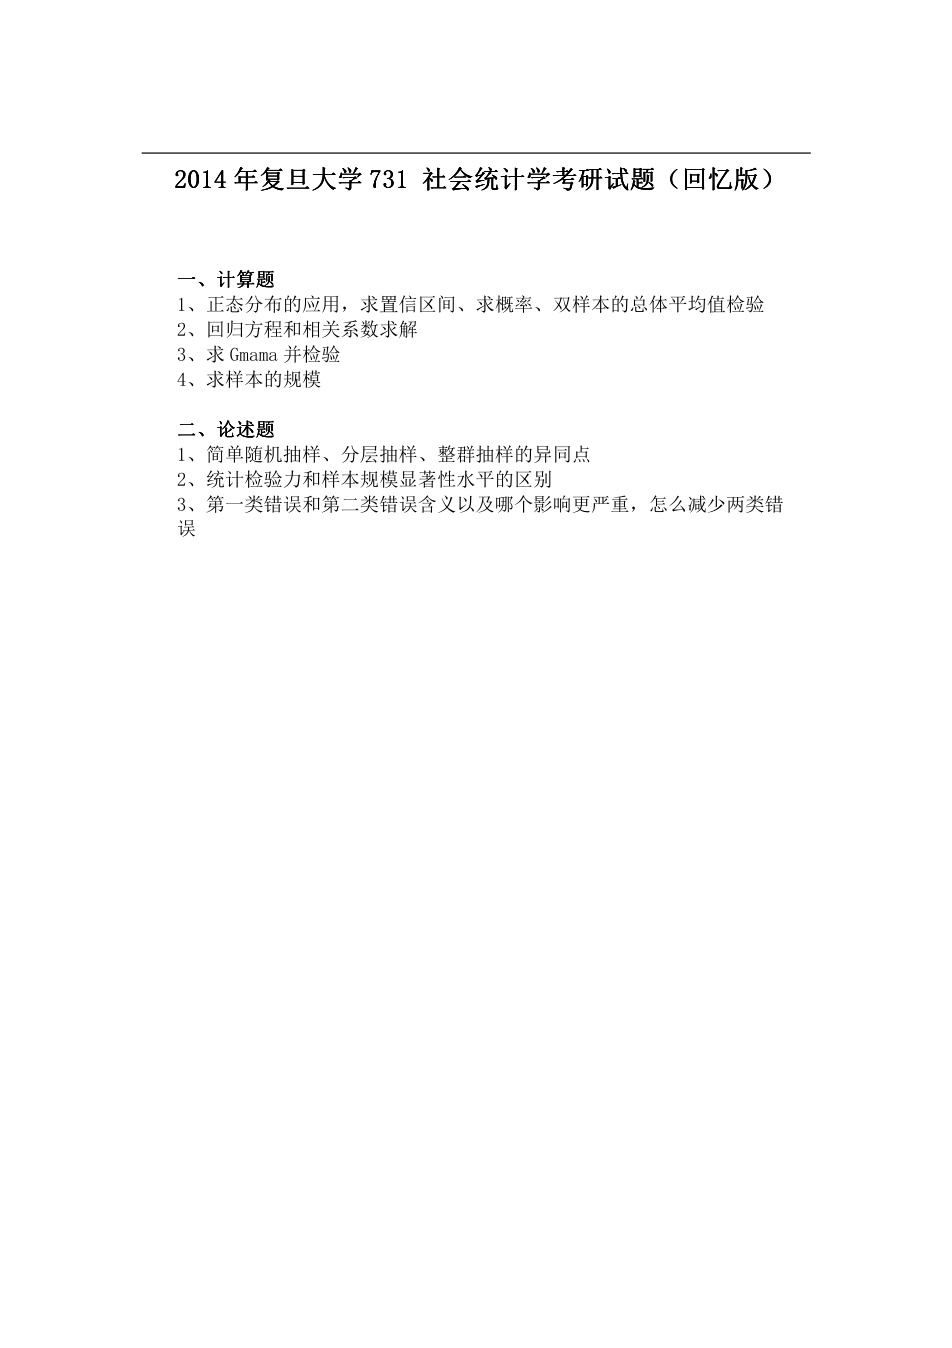 2014年复旦大学731 社会统计学考研试题（回忆版）
一、计算题
1、正态分布的应用，求置信区间、求概率、双样本的总体平均值检验
2、回归方程和相关系数求解
3、求 Gmama 并检验
4、求样本的规模
二、论述题
1、简单随机抽样、分层抽样、整群抽样的异同点
2、统计检验力和样本规模显著性水平的区别
3、第一类错误和第二类错误含义以及哪个影响更严重，怎么减少两类错
误